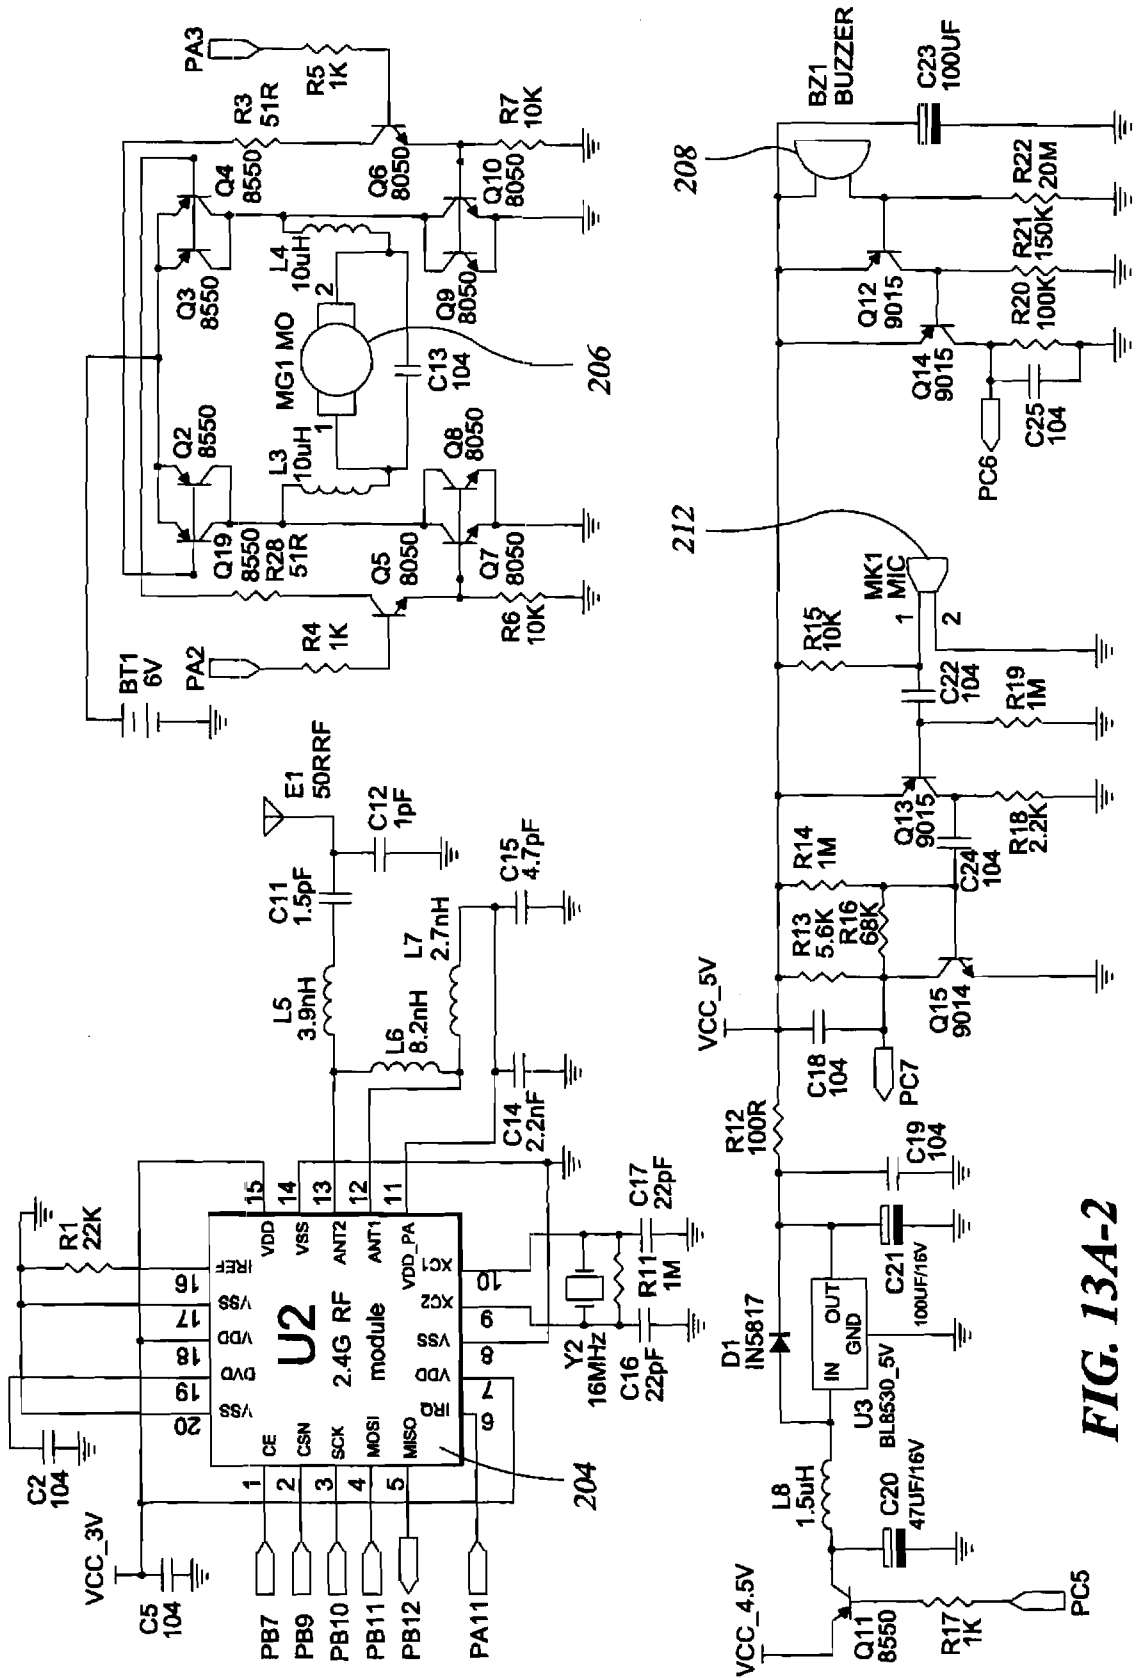 VCC_3V
C5
104
C2
104
R1
22K
U2
2.4G RF
module
1
2
3
4
5
6
7
8
9
10
11
12
13
14
15
16
17
18
19
20
CE
CSN
SCK
MOSI
MISO
IRQ
VDD
VSS
XC2
XC1
VDD_PA
ANT1
ANT2
VSS
VDD
IREF
VSS
VDD
DVD
VSS
PB7
PB9
PB10
PB11
PB12
PA11
204
Y2
16MHz
C16
22pF
R11
1M
C17
22pF
L5
3.9nH
C11
1.5pF
E1
50RRF
C12
1pF
L6
8.2nH
L7
2.7nH
C14
2.2nF
C15
4.7pF
BT1
6V
PA2
R4
1K
Q19
8550
R28
51R
Q2
8550
Q5
8050
R6
10K
Q7
8050
Q8
8050
L3
10uH
1
MG1 MO
2
C13
104
206
L4
10uH
Q3
8550
Q4
8550
R3
51R
R5
1K
PA3
Q6
8050
Q9
8050
Q10
8050
R7
10K
VCC_4.5V
Q11
8550
R17
1K
PC5
L8
1.5uH
C20
47UF/16V
U3
BL8530_5V
IN
OUT
GND
D1
IN5817
C21
100UF/16V
C19
104
R12
100R
VCC_5V
C18
104
PC7
R13
5.6K
R16
68K
R14
1M
Q15
9014
C24
104
Q13
9015
R18
2.2K
R19
1M
C22
104
R15
10K
MK1
MIC
1
2
212
PC6
C25
104
Q14
9015
R20
100K
Q12
9015
R21
150K
R22
20M
208
BZ1
BUZZER
C23
100UF
FIG. 13A-2